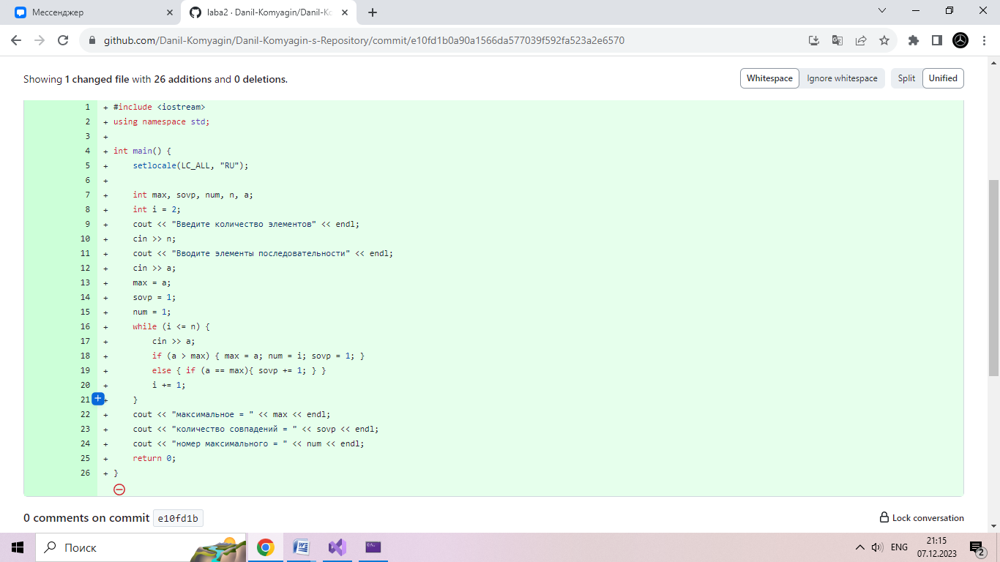 Мессенджер
laba2 · Danil-Komyagin/Danil-Ko
github.com/Danil-Komyagin/Danil-Komyagin-s-Repository/commit/e10fd1b0a90a1566da577039f592fa523a2e6570
Showing 1 changed file with 26 additions and 0 deletions.
Whitespace Ignore whitespace Split Unified
1 + #include <iostream>
2 + using namespace std;
3 +
4 + int main() {
5 + setlocale(LC_ALL, "RU");
6 +
7 + int max, sovp, num, n, a;
8 + int i = 2;
9 + cout << "Введите количество элементов" << endl;
10 + cin >> n;
11 + cout << "Вводите элементы последовательности" << endl;
12 + cin >> a;
13 + max = a;
14 + sovp = 1;
15 + num = 1;
16 + while (i <= n) {
17 + cin >> a;
18 + if (a > max) { max = a; num = i; sovp = 1; }
19 + else { if (a == max){ sovp += 1; } }
20 + i += 1;
21 + }
22 + cout << "максимальное = " << max << endl;
23 + cout << "количество совпадений = " << sovp << endl;
24 + cout << "номер максимального = " << num << endl;
25 + return 0;
26 + }
0 comments on commit e10fd1b
Lock conversation
Поиск
ENG
21:15
07.12.2023
2